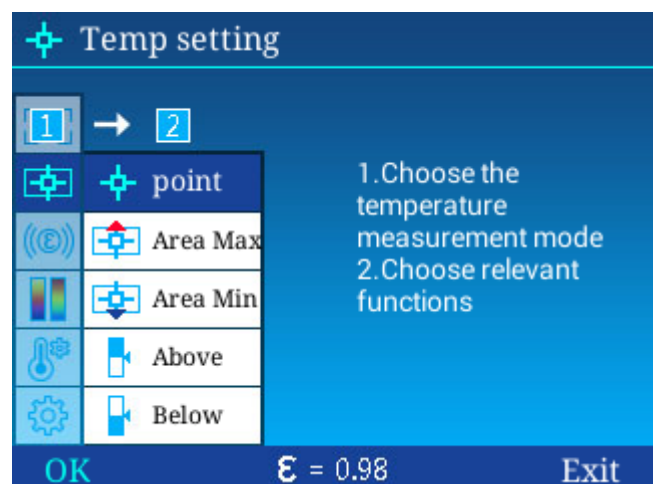 Temp setting
1 → 2
point
Area Max
Area Min
Above
Below
1.Choose the
temperature
measurement mode
2.Choose relevant
functions
((ε))
OK
ε = 0.98
Exit